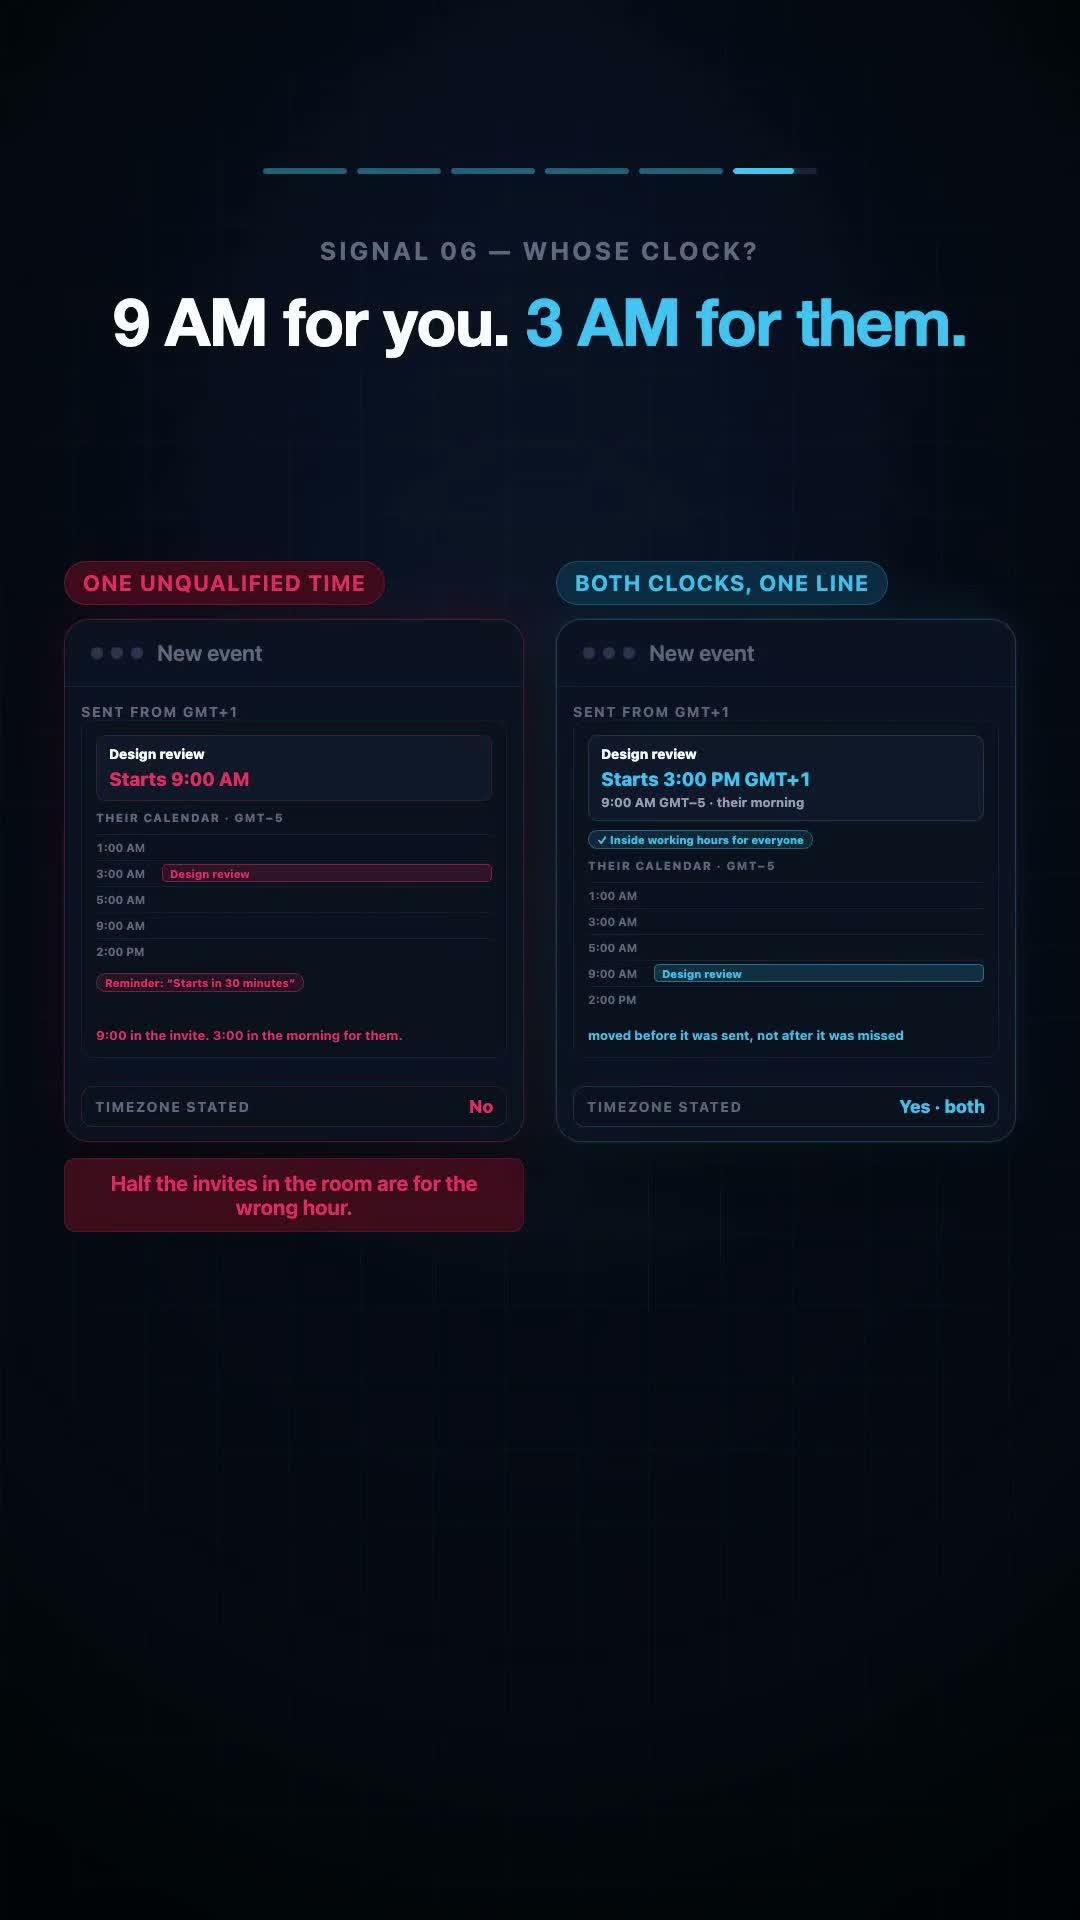 SIGNAL 06 — WHOSE CLOCK?
9 AM for you. 3 AM for them.
ONE UNQUALIFIED TIME
New event
SENT FROM GMT+1
Design review
Starts 9:00 AM
THEIR CALENDAR · GMT−5
1:00 AM
3:00 AM Design review
5:00 AM
9:00 AM
2:00 PM
Reminder: "Starts in 30 minutes"
9:00 in the invite. 3:00 in the morning for them.
TIMEZONE STATED No
Half the invites in the room are for the
wrong hour.
BOTH CLOCKS, ONE LINE
New event
SENT FROM GMT+1
Design review
Starts 3:00 PM GMT+1
9:00 AM GMT−5 · their morning
✓ Inside working hours for everyone
THEIR CALENDAR · GMT−5
1:00 AM
3:00 AM
5:00 AM
9:00 AM Design review
2:00 PM
moved before it was sent, not after it was missed
TIMEZONE STATED Yes · both